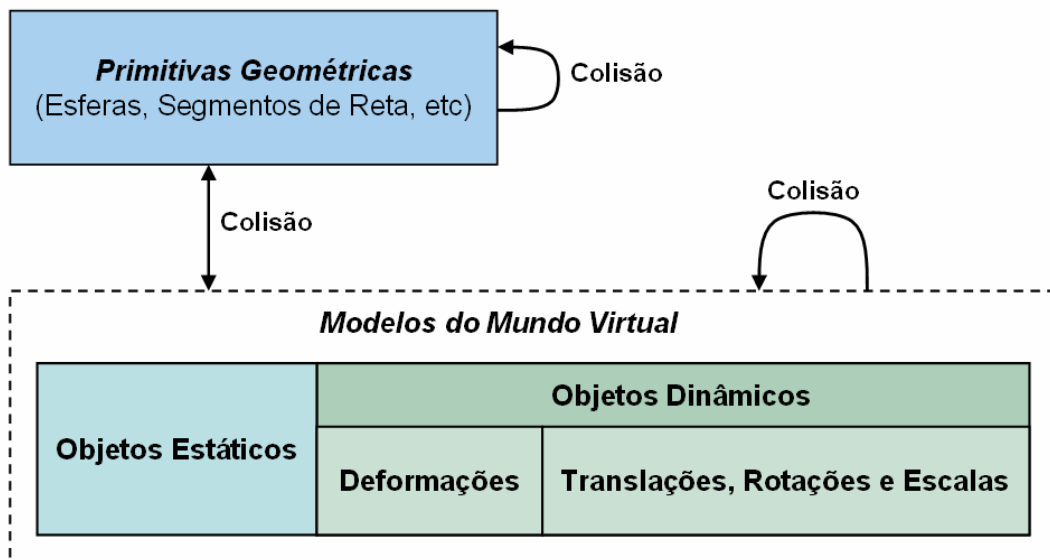 Primitivas Geométricas
(Esferas, Segmentos de Reta, etc)
Colisão
Colisão
Colisão
Modelos do Mundo Virtual
Objetos Estáticos
Objetos Dinâmicos
Deformações
Translações, Rotações e Escalas